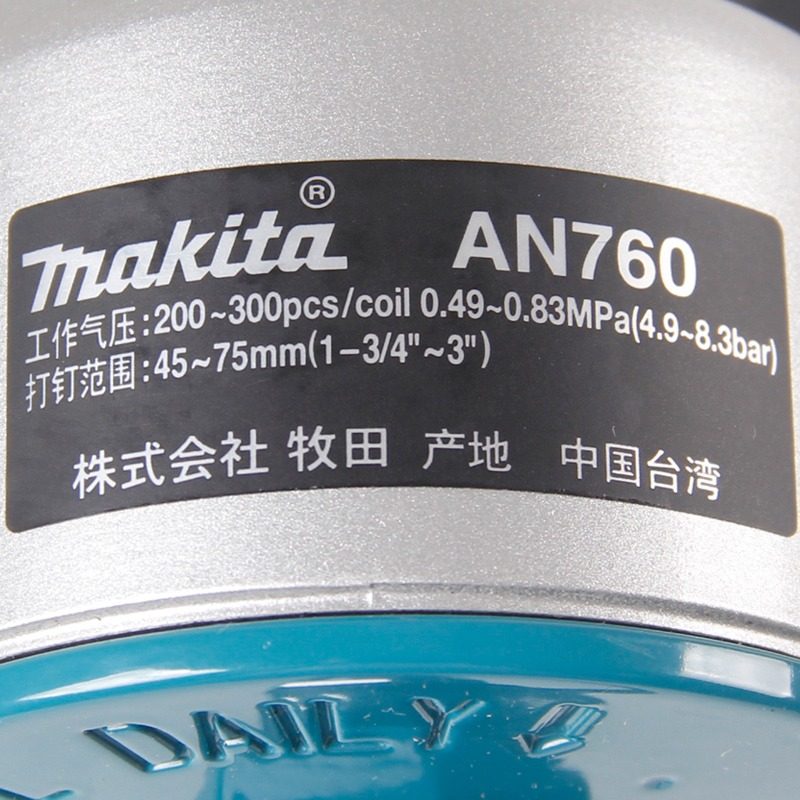 makita® AN760
工作气压:200~300pcs/coil 0.49~0.83MPa(4.9~8.3bar)
打钉范围:45~75mm(1-3/4"~3")
株式会社 牧田 产地 中国台湾
DAILY